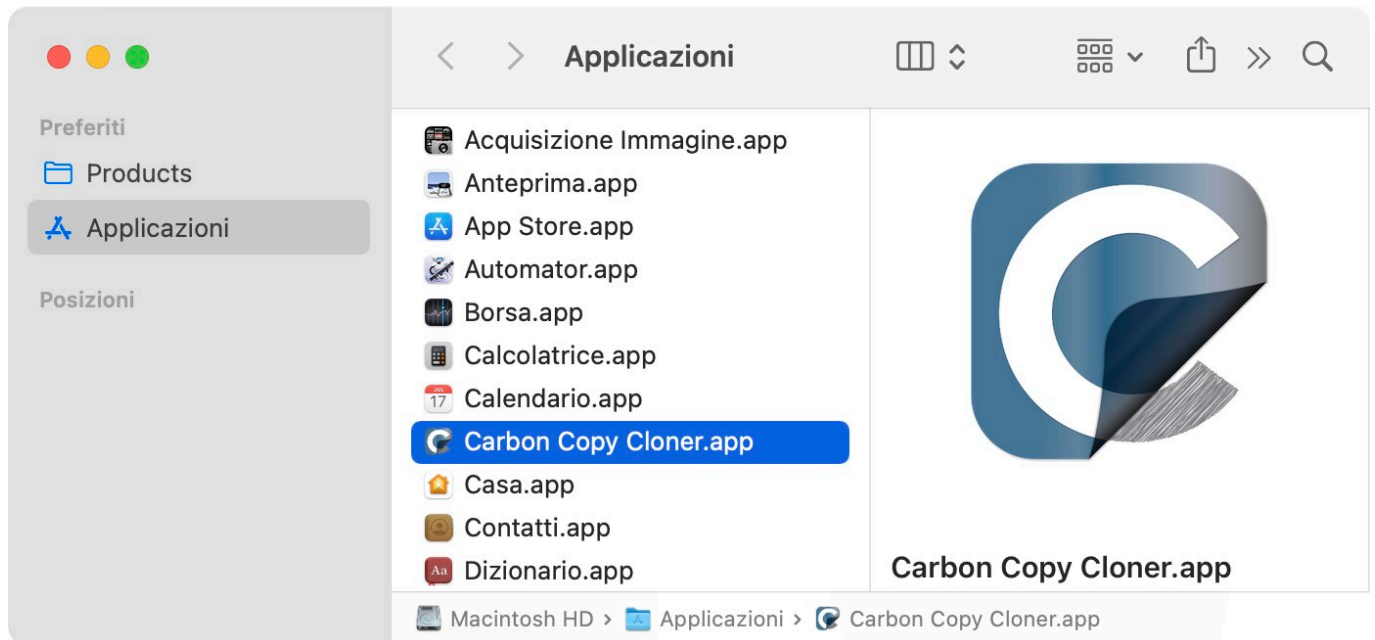 Applicazioni
Preferiti
Products
Applicazioni
Posizioni
Acquisizione Immagine.app
Anteprima.app
App Store.app
Automator.app
Borsa.app
Calcolatrice.app
17
Calendario.app
Carbon Copy Cloner.app
Casa.app
Contatti.app
Aa
Dizionario.app
Carbon Copy Cloner.app
Macintosh HD › Applicazioni › Carbon Copy Cloner.app